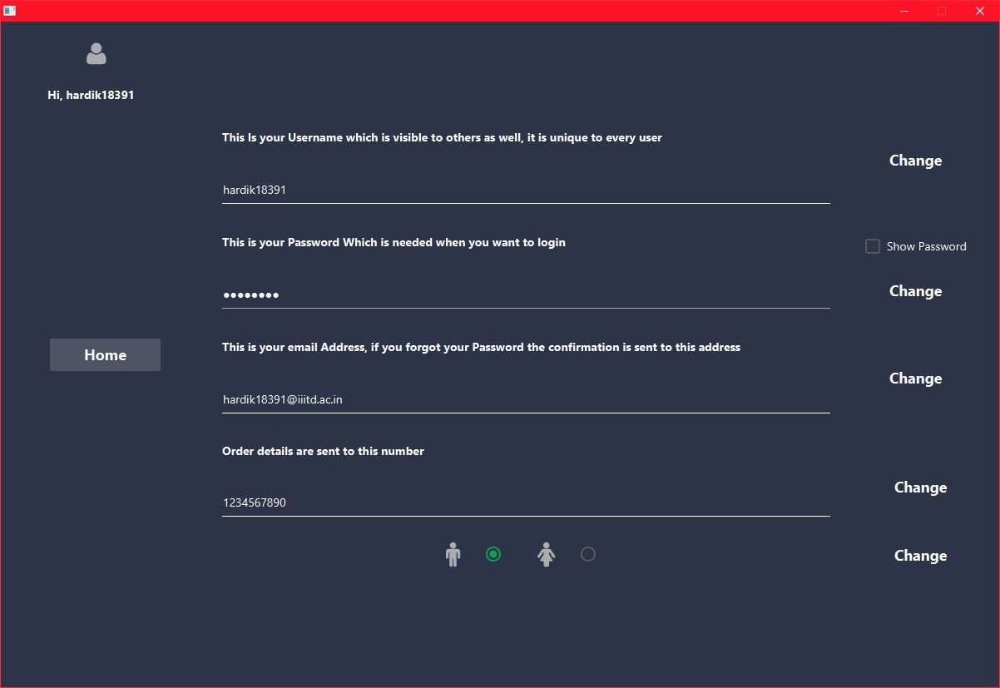 Hi, hardik18391
This Is your Username which is visible to others as well, it is unique to every user
Change
hardik18391
This is your Password Which is needed when you want to login
Show Password
••••••••
Change
This is your email Address, if you forgot your Password the confirmation is sent to this address
Home
Change
hardik18391@iiitd.ac.in
Order details are sent to this number
Change
1234567890
Change